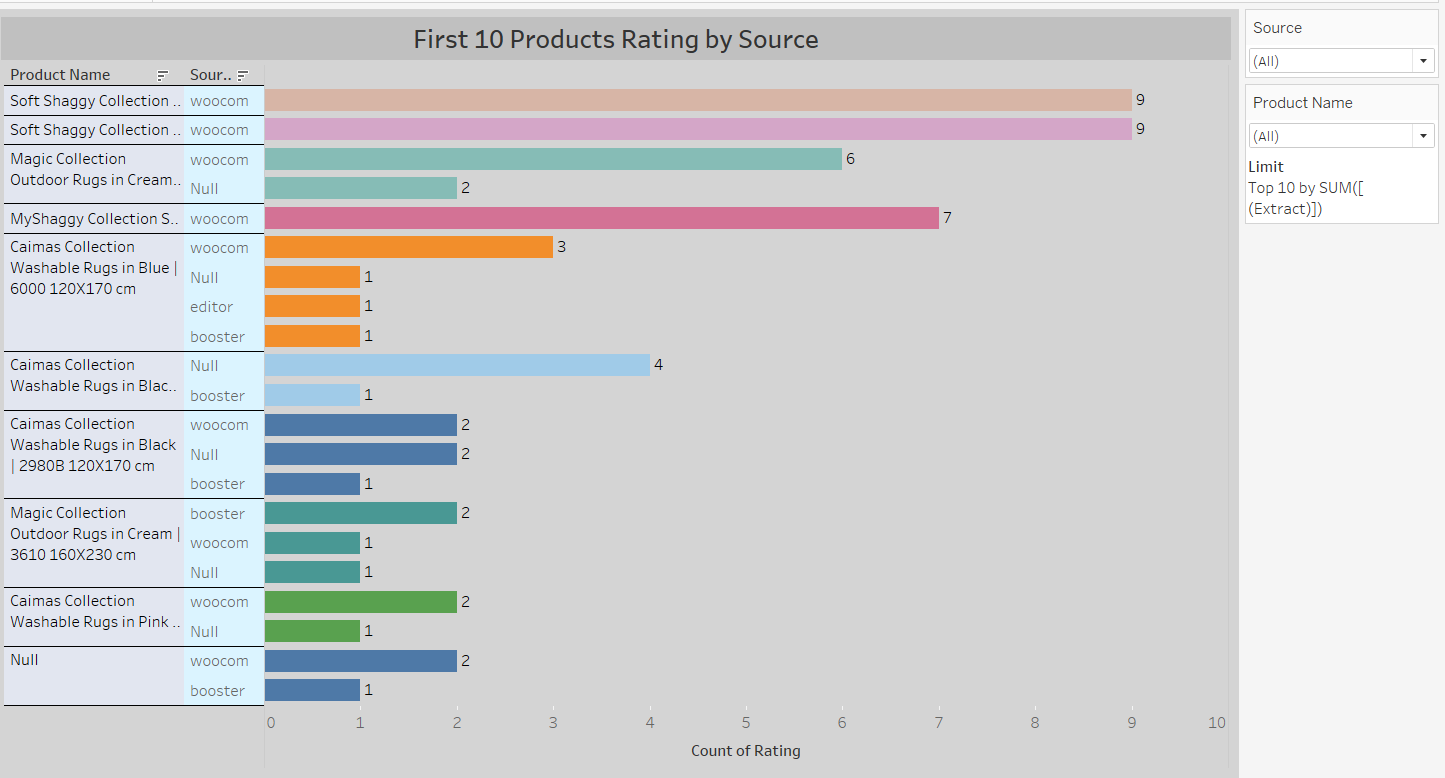 First 10 Products Rating by Source
Product Name Sour..
Soft Shaggy Collection .. woocom 9
Soft Shaggy Collection .. woocom 9
Magic Collection
Outdoor Rugs in Cream..
woocom 6
Null 2
MyShaggy Collection S.. woocom 7
Caimas Collection
Washable Rugs in Blue |
6000 120X170 cm
woocom 3
Null 1
editor 1
booster 1
Caimas Collection
Washable Rugs in Blac..
Null 4
booster 1
Caimas Collection
Washable Rugs in Black
| 2980B 120X170 cm
woocom 2
Null 2
booster 1
Magic Collection
Outdoor Rugs in Cream |
3610 160X230 cm
booster 2
woocom 1
Null 1
Caimas Collection
Washable Rugs in Pink ..
woocom 2
Null 1
Null
woocom 2
booster 1
0 1 2 3 4 5 6 7 8 9 10
Count of Rating
Source
(All)
Product Name
(All)
Limit
Top 10 by SUM([
(Extract)])